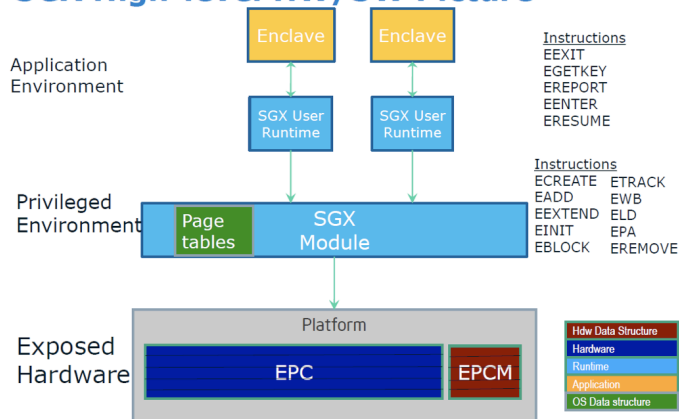 Enclave
Enclave
Instructions
EEXIT
EGETKEY
EREPORT
EENTER
ERESUME
Application
Environment
SGX User
Runtime
SGX User
Runtime
Instructions
ECREATE ETRACK
EADD EWB
EEXTEND ELD
EINIT EPA
EBLOCK EREMOVE
Privileged
Environment
Page
tables
SGX
Module
Platform
Exposed
Hardware
EPC
EPCM
Hdw Data Structure
Hardware
Runtime
Application
OS Data structure